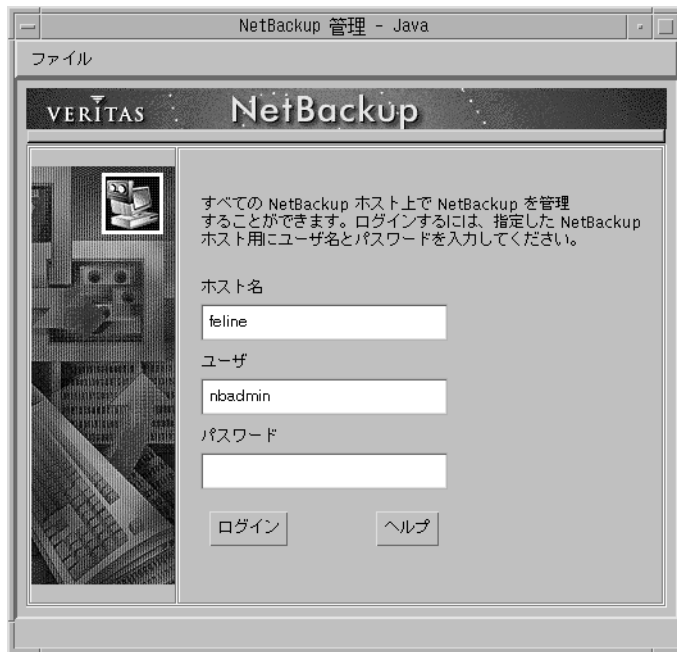 NetBackup 管理 - Java
ファイル
VERITAS NetBackup
すべての NetBackup ホスト上で NetBackup を管理
することができます。ログインするには、指定した NetBackup
ホスト用にユーザ名とパスワードを入力してください。
ホスト名
feline
ユーザ
nbadmin
パスワード
ログイン ヘルプ